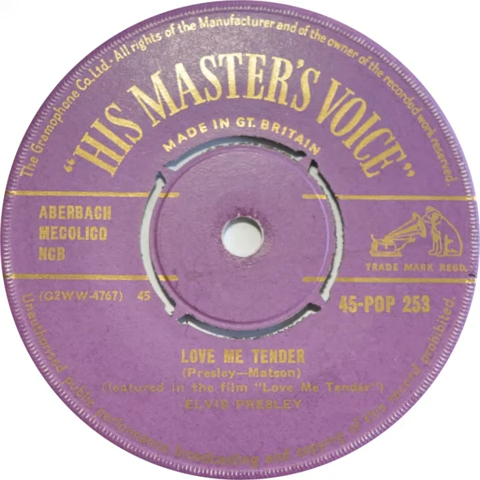 The Gramophone Co. Ltd. - All rights of the Manufacturer and of the owner of the recorded work reserved.
"HIS MASTER'S VOICE"
MADE IN GT. BRITAIN
ABERBACH
MECOLICO
NCB
TRADE MARK REGD.
(G2WW-4767) 45
45-POP 253
LOVE ME TENDER
(Presley—Matson)
(featured in the film "Love Me Tender")
ELVIS PRESLEY
Unauthorised public performance, broadcasting and copying of this record prohibited.